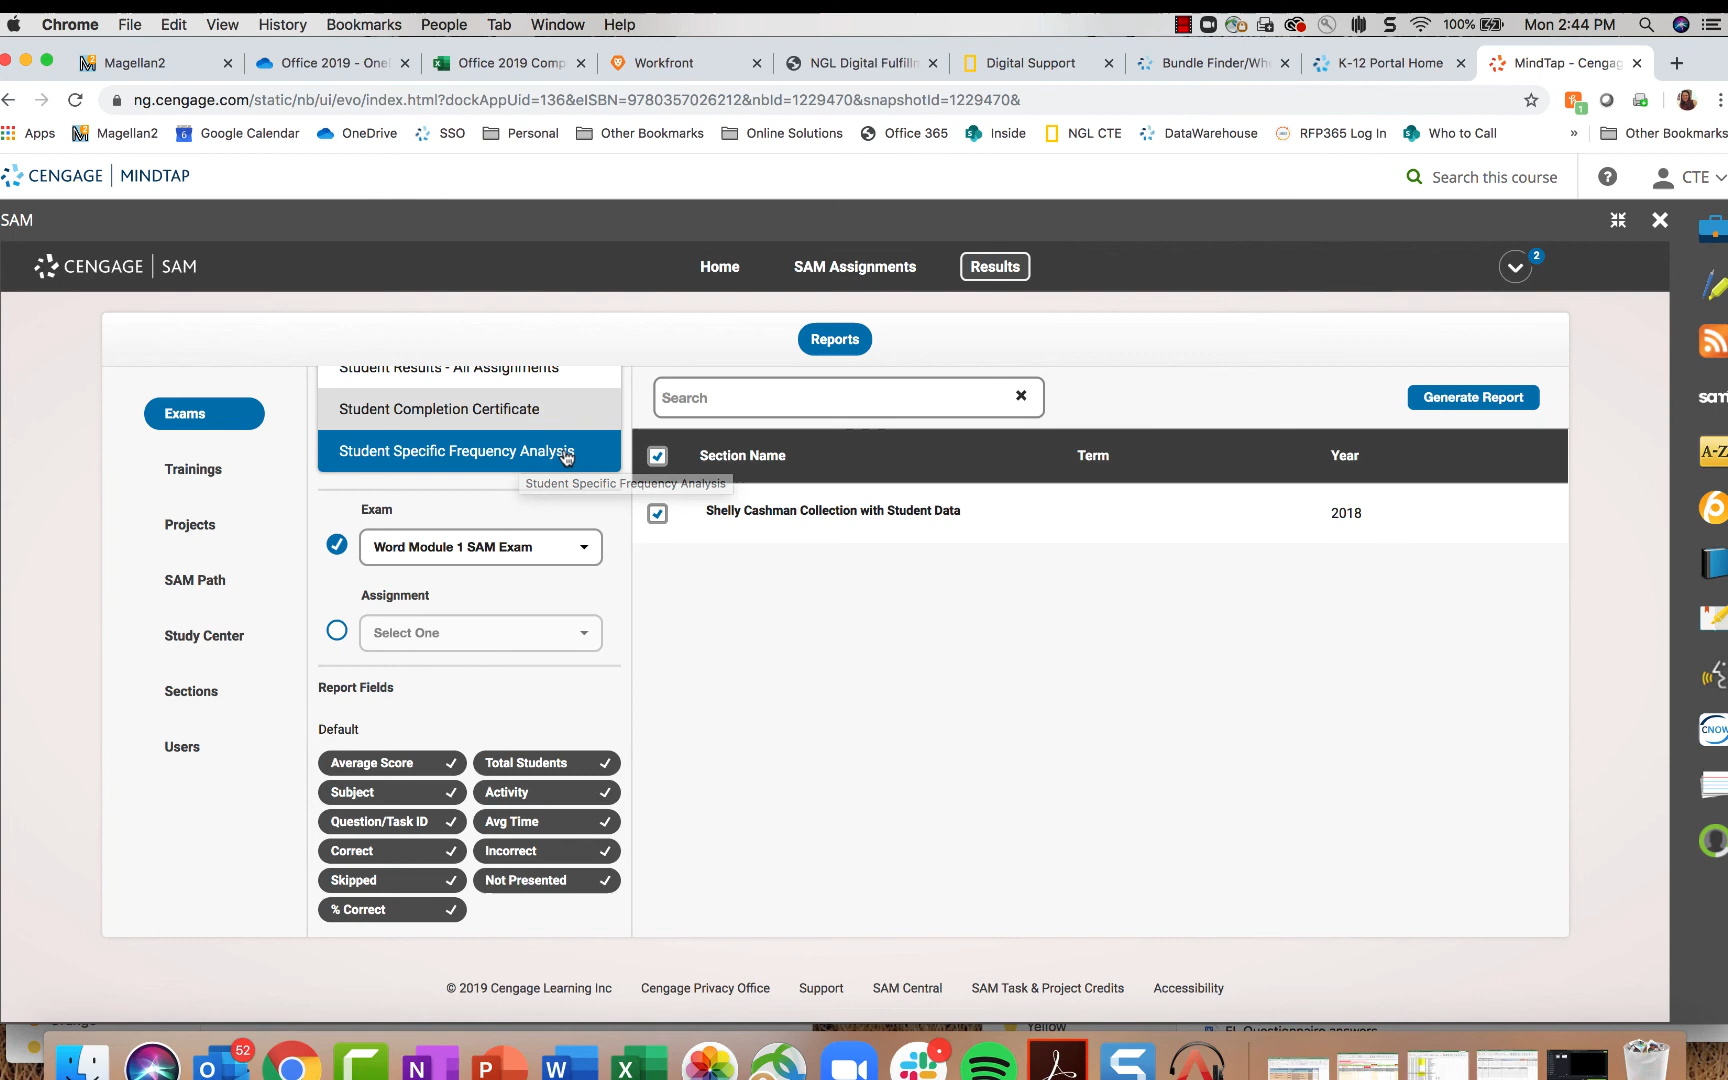 Chrome File Edit View History Bookmarks People Tab Window Help 100% Mon 2:44 PM
Magellan2 Office 2019 - OneD Office 2019 Comp Workfront NGL Digital Fulfillm Digital Support Bundle Finder/Wh K-12 Portal Home MindTap - Cengag
ng.cengage.com/static/nb/ui/evo/index.html?dockAppUid=136&eISBN=9780357026212&nbId=1229470&snapshotId=1229470&
Apps Magellan2 Google Calendar OneDrive SSO Personal Other Bookmarks Online Solutions Office 365 Inside NGL CTE DataWarehouse RFP365 Log In Who to Call » Other Bookmarks
CENGAGE | MINDTAP Search this course CTE
SAM
CENGAGE | SAM Home SAM Assignments Results 2
Reports
Student Results - All Assignments
Exams
Student Completion Certificate
Search
Generate Report
Student Specific Frequency Analysis
Section Name Term Year
Trainings
Student Specific Frequency Analysis
Exam
Shelly Cashman Collection with Student Data 2018
Projects
Word Module 1 SAM Exam
SAM Path
Assignment
Study Center
Select One
Sections
Report Fields
Default
Users
Average Score Total Students
Subject Activity
Question/Task ID Avg Time
Correct Incorrect
Skipped Not Presented
% Correct
© 2019 Cengage Learning Inc Cengage Privacy Office Support SAM Central SAM Task & Project Credits Accessibility
Yellow
EL Questionnaire answers
52
sam
A-Z
CNOW